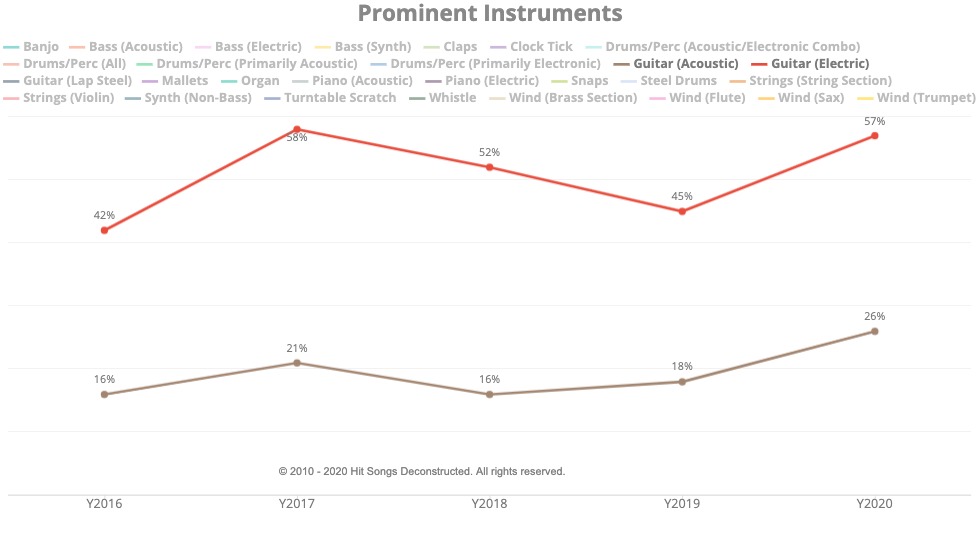 Prominent Instruments
Banjo Bass (Acoustic) Bass (Electric) Bass (Synth) Claps Clock Tick Drums/Perc (Acoustic/Electronic Combo)
Drums/Perc (All) Drums/Perc (Primarily Acoustic) Drums/Perc (Primarily Electronic) Guitar (Acoustic) Guitar (Electric)
Guitar (Lap Steel) Mallets Organ Piano (Acoustic) Piano (Electric) Snaps Steel Drums Strings (String Section)
Strings (Violin) Synth (Non-Bass) Turntable Scratch Whistle Wind (Brass Section) Wind (Flute) Wind (Sax) Wind (Trumpet)
42% 58% 52% 45% 57%
16% 21% 16% 18% 26%
© 2010 - 2020 Hit Songs Deconstructed. All rights reserved.
Y2016 Y2017 Y2018 Y2019 Y2020